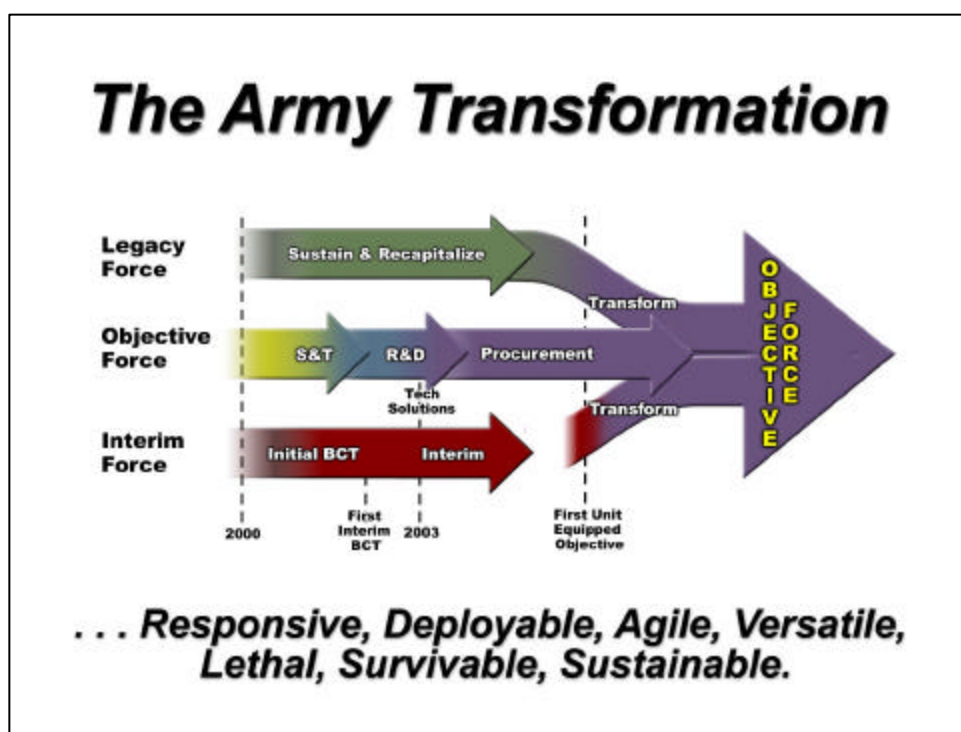 The Army Transformation
Legacy
Force
Sustain & Recapitalize
Transform
Objective
Force
S&T
R&D
Procurement
Tech
Solutions
OBJECTIVE
FORCE
Interim
Force
Initial BCT
Interim
Transform
2000
First
Interim
BCT
2003
First Unit
Equipped
Objective
. . . Responsive, Deployable, Agile, Versatile,
Lethal, Survivable, Sustainable.